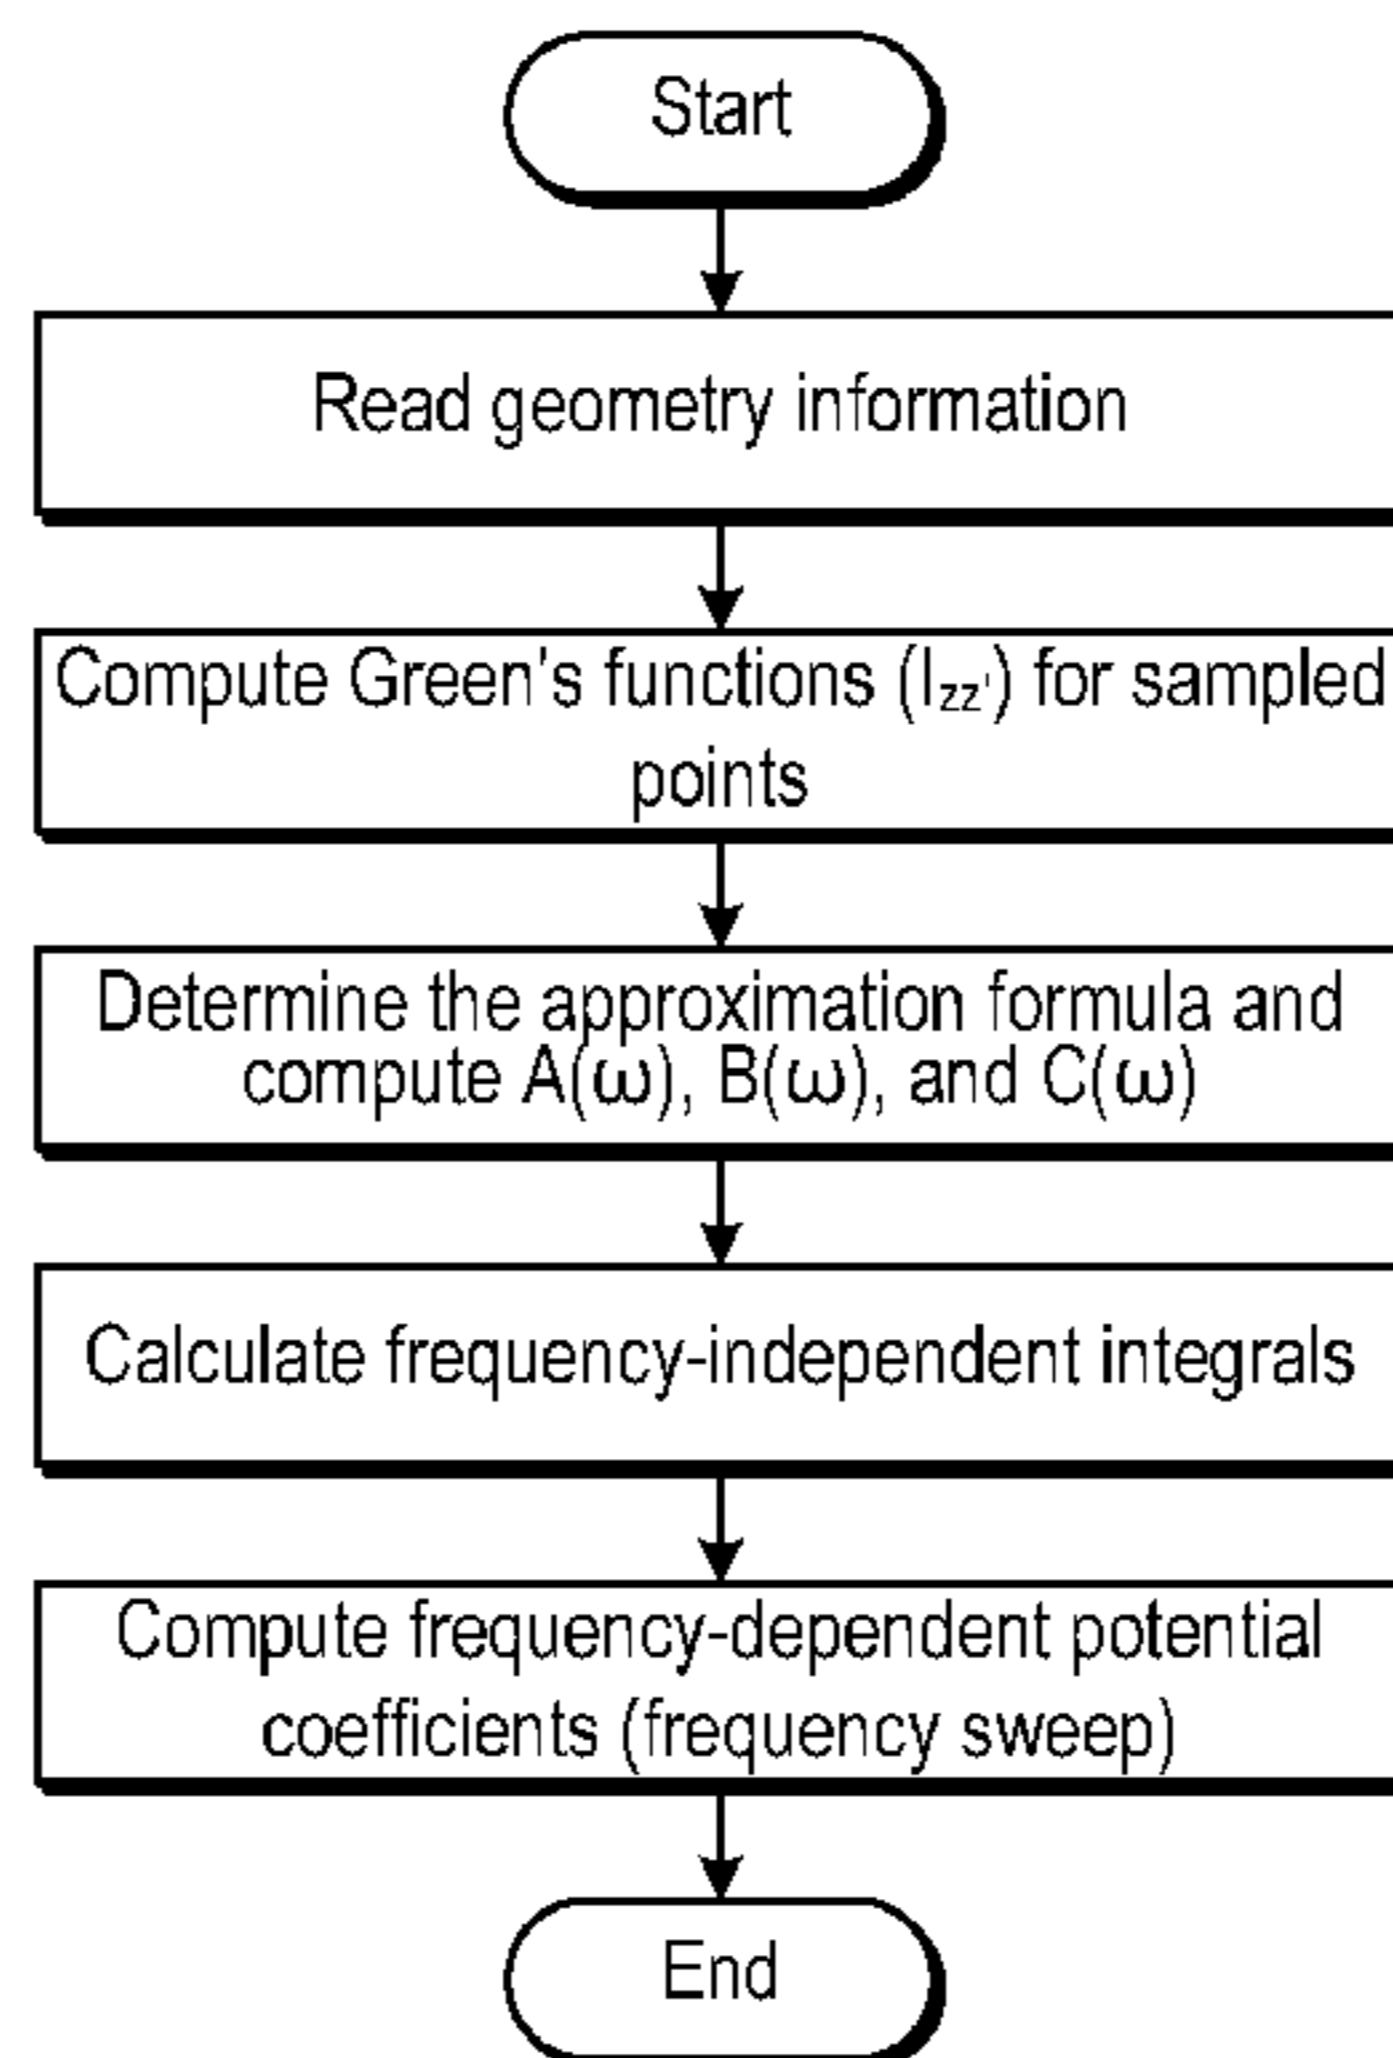 Start
Read geometry information
Compute Green's functions (Izz') for sampled
points
Determine the approximation formula and
compute A(ω), B(ω), and C(ω)
Calculate frequency-independent integrals
Compute frequency-dependent potential
coefficients (frequency sweep)
End